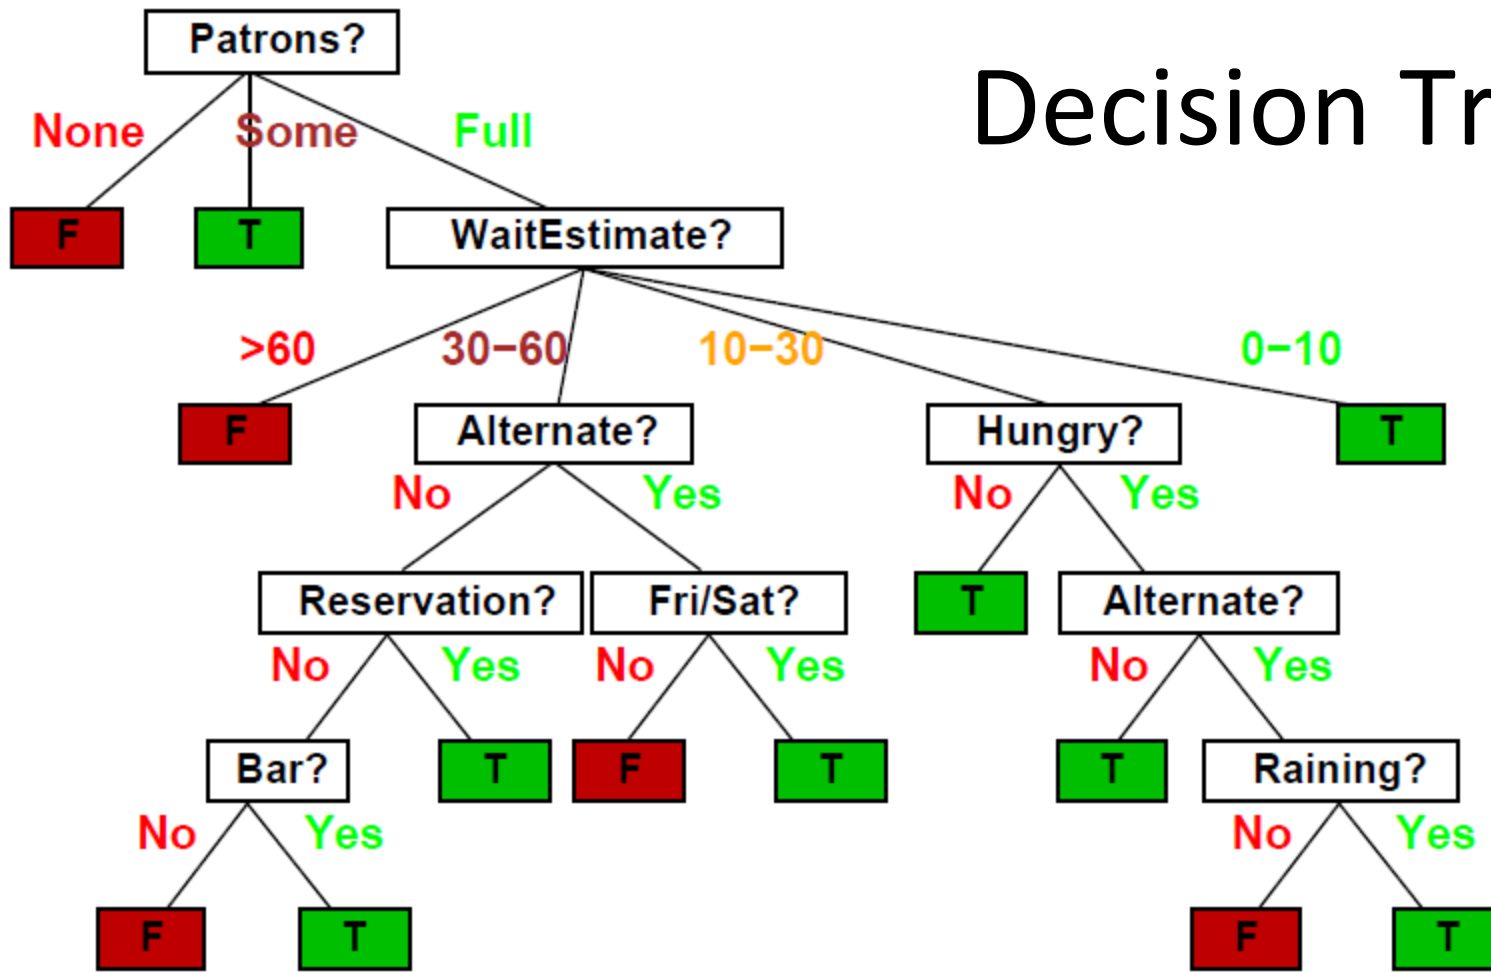 Patrons?
Decision Tr
None Some Full
F T WaitEstimate?
>60 30−60 10−30 0−10
F Alternate? Hungry? T
No Yes No Yes
Reservation? Fri/Sat? T Alternate?
No Yes No Yes No Yes
Bar? T F T T Raining?
No Yes No Yes
F T F T